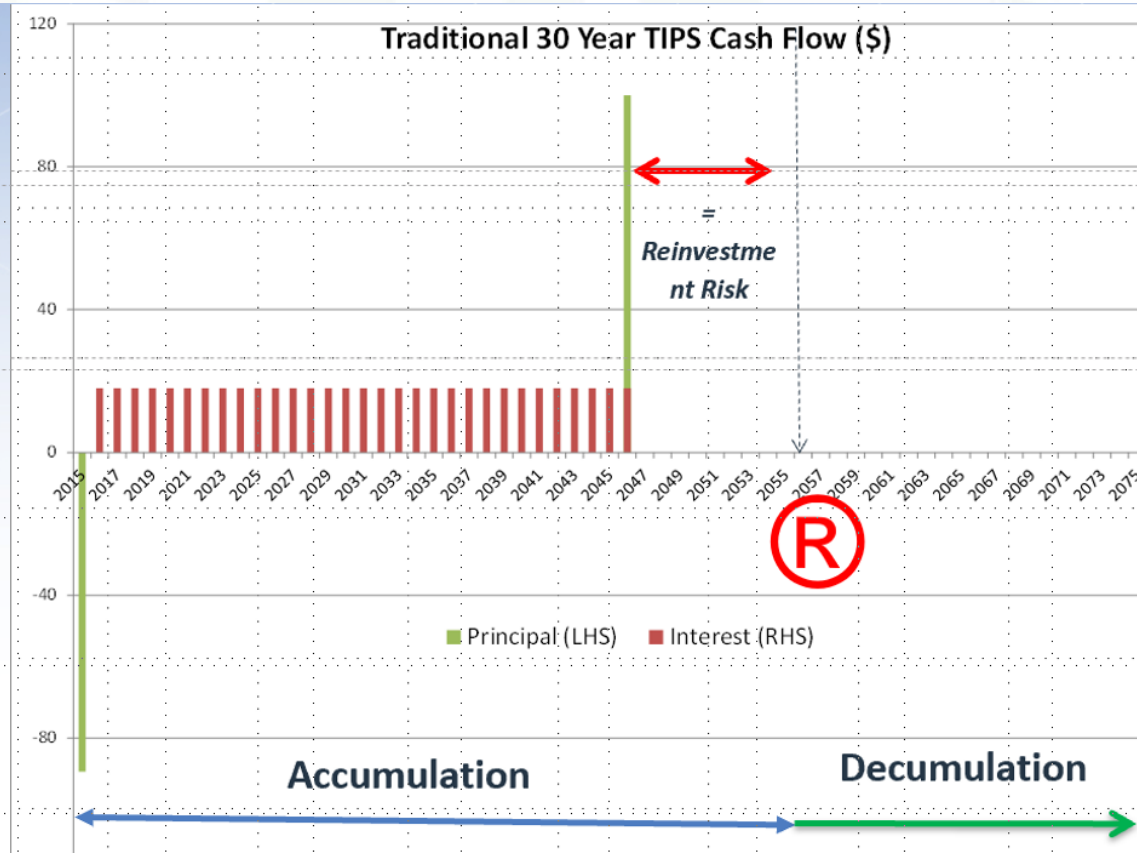 Traditional 30 Year TIPS Cash Flow ($)
120
80
40
0
-40
-80
=
Reinvestme
nt Risk
2015 2017 2019 2021 2023 2025 2027 2029 2031 2033 2035 2037 2039 2041 2043 2045 2047 2049 2051 2053 2055 2057 2059 2061 2063 2065 2067 2069 2071 2073 2075
R
Principal (LHS) Interest (RHS)
Accumulation
Decumulation